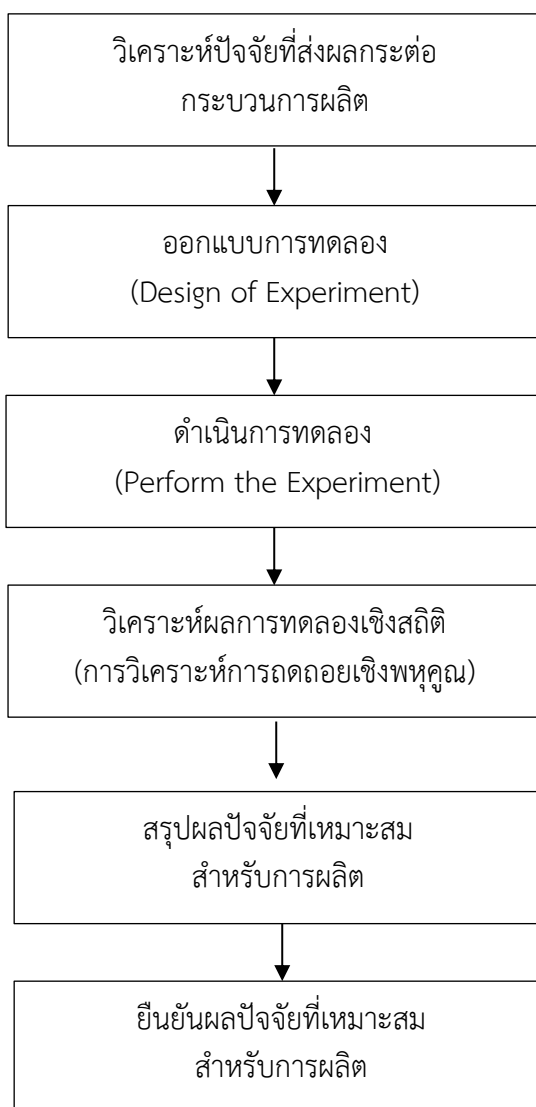 วิเคราะห์ปัจจัยที่ส่งผลกระต่อ
กระบวนการผลิต
ออกแบบการทดลอง
(Design of Experiment)
ดำเนินการทดลอง
(Perform the Experiment)
วิเคราะห์ผลการทดลองเชิงสถิติ
(การวิเคราะห์การถดถอยเชิงพหุคูณ)
สรุปผลปัจจัยที่เหมาะสม
สำหรับการผลิต
ยืนยันผลปัจจัยที่เหมาะสม
สำหรับการผลิต